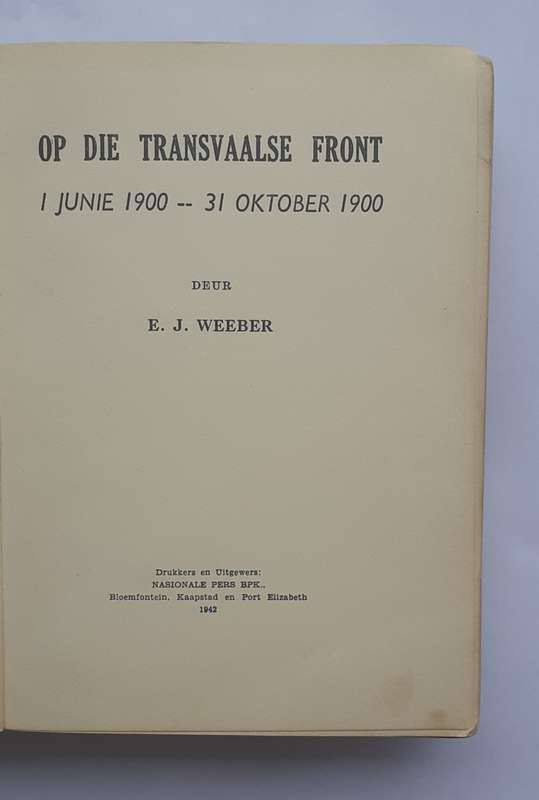 OP DIE TRANSVAALSE FRONT
1 JUNIE 1900 -- 31 OKTOBER 1900
DEUR
E. J. WEEBER
Drukkers en Uitgewers:
NASIONALE PERS BPK.,
Bloemfontein, Kaapstad en Port Elizabeth
1942